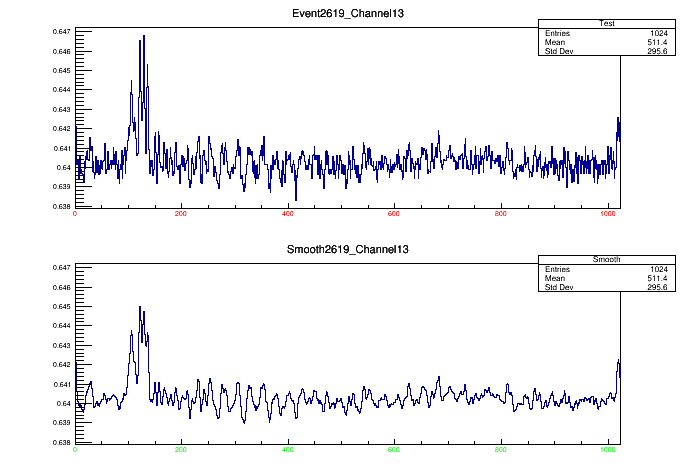 Event2619_Channel13
Test
Entries 1024
Mean 511.4
Std Dev 295.6
0.647
0.646
0.645
0.644
0.643
0.642
0.641
0.64
0.639
0.638
0 200 400 600 800 1000
Smooth2619_Channel13
Smooth
Entries 1024
Mean 511.4
Std Dev 295.6
0.647
0.646
0.645
0.644
0.643
0.642
0.641
0.64
0.639
0.638
0 200 400 600 800 1000